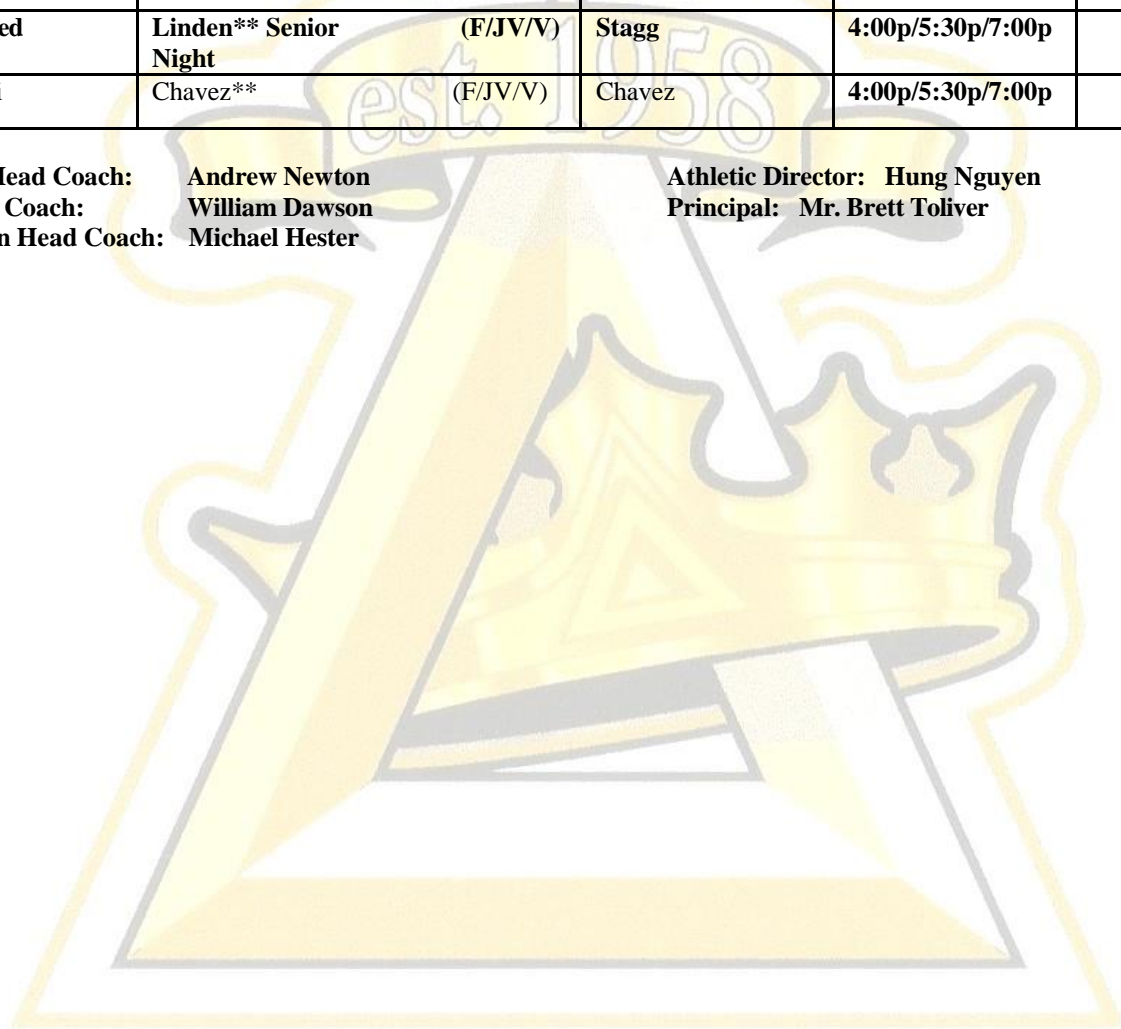 ed Linden** Senior (F/JV/V) Stagg 4:00p/5:30p/7:00p
Night
i Chavez** (F/JV/V) Chavez 4:00p/5:30p/7:00p
est. 1958
Head Coach: Andrew Newton Athletic Director: Hung Nguyen
Coach: William Dawson Principal: Mr. Brett Toliver
n Head Coach: Michael Hester